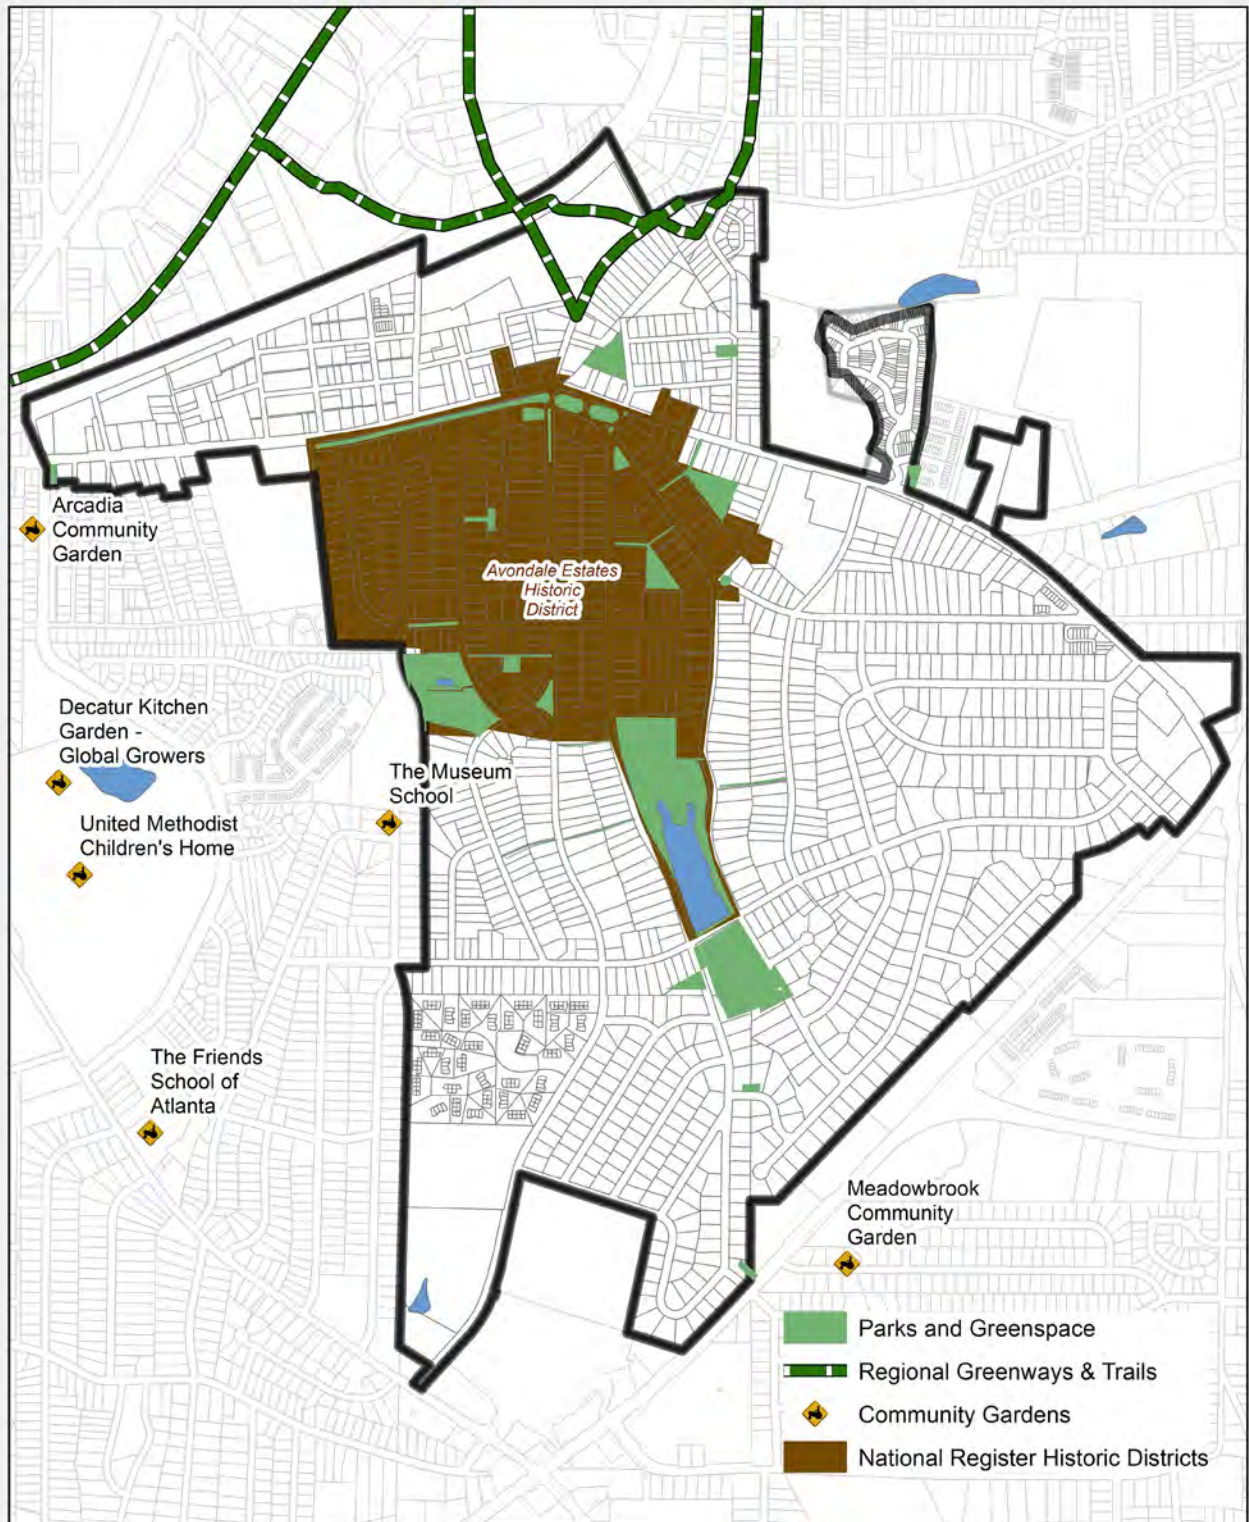 Arcadia
Community
Garden
Avondale Estates
Historic
District
Decatur Kitchen
Garden -
Global Growers
The Museum
School
United Methodist
Children's Home
The Friends
School of
Atlanta
Meadowbrook
Community
Garden
Parks and Greenspace
Regional Greenways & Trails
Community Gardens
National Register Historic Districts